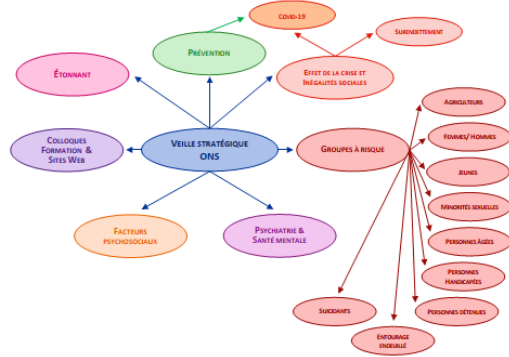 COVID-19
SURENDETTEMENT
PRÉVENTION
ÉTONNANT
EFFET DE LA CRISE ET
INÉGALITÉS SOCIALES
AGRICULTEURS
COLLOQUES
FORMATION &
SITES WEB
VEILLE STRATÉGIQUE
ONS
GROUPES À RISQUE
FEMMES/ HOMMES
JEUNES
MINORITÉS SEXUELLES
FACTEURS
PSYCHOSOCIAUX
PSYCHIATRIE &
SANTÉ MENTALE
PERSONNES ÂGÉES
PERSONNES
HANDICAPÉES
SUICIDANTS
PERSONNES DÉTENUES
ENTOURAGE
ENDEUILLÉ